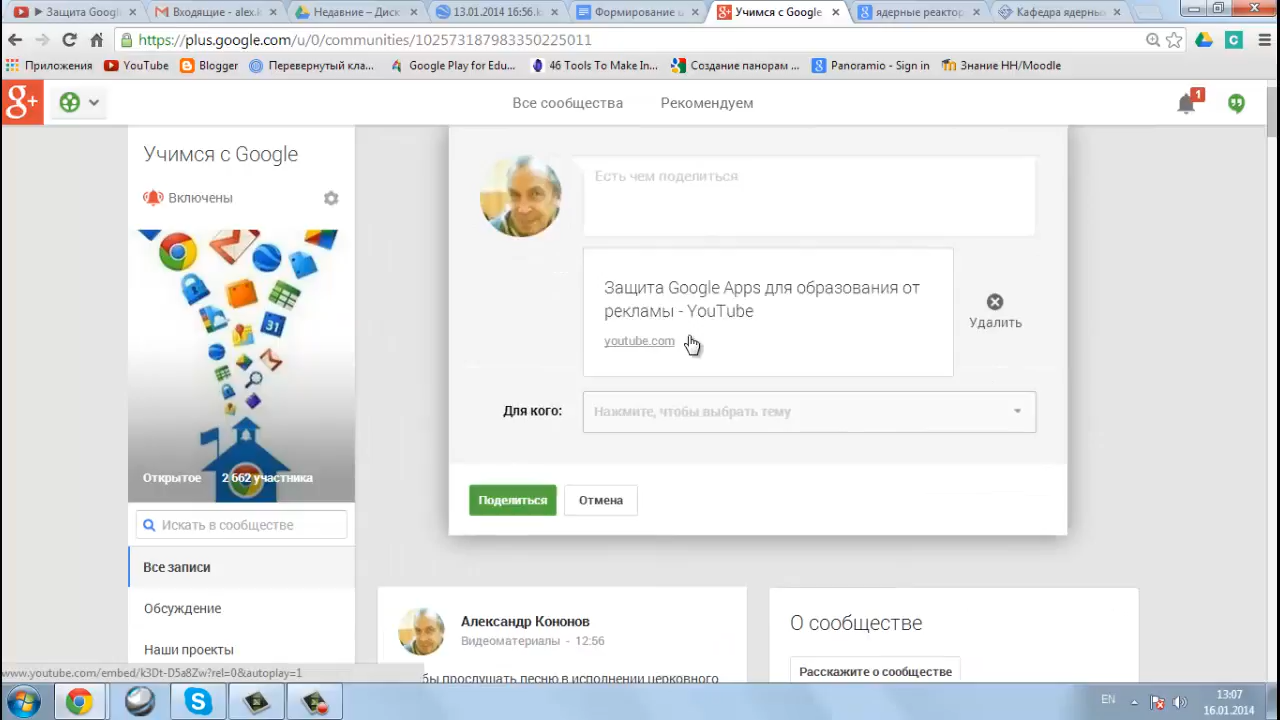 Защита Google
Входящие - alex.
Недавние – Диск
13.01.2014 16:56.
Формирование
Учимся с Google
ядерные реактор
Кафедра ядерны
https://plus.google.com/u/0/communities/102573187983350225011
Приложения
YouTube
Blogger
Перевернутый кла...
Google Play for Edu...
46 Tools To Make In...
Создание панорам ...
Panoramio - Sign in
Знание НН/Moodle
g+
Все сообщества
Рекомендуем
1
Учимся с Google
Включены
31
Открытое 2 662 участника
Искать в сообществе
Все записи
Обсуждение
Наши проекты
Есть чем поделиться
Защита Google Apps для образования от
рекламы - YouTube
youtube.com
Удалить
Для кого:
Нажмите, чтобы выбрать тему
Поделиться
Отмена
Александр Кононов
Видеоматериалы - 12:56
бы прослушать песню в исполнении церковного
О сообществе
Расскажите о сообществе
www.youtube.com/embed/k3Dt-D5a8Zw?rel=0&autoplay=1
EN
13:07
16.01.2014